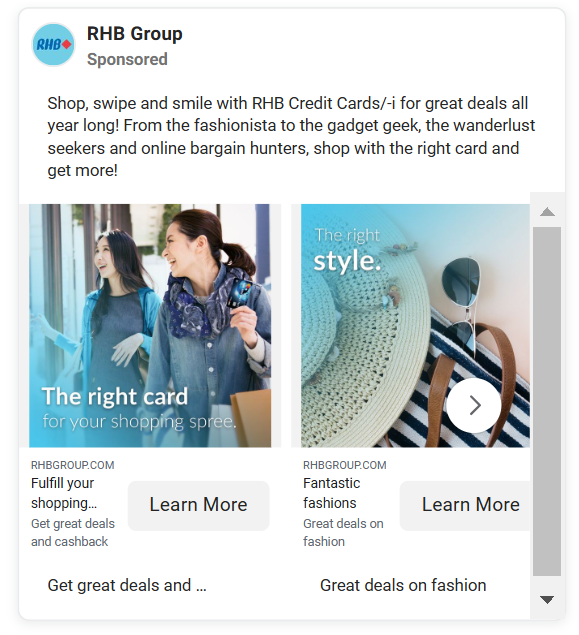 RHB
RHB Group
Sponsored
Shop, swipe and smile with RHB Credit Cards/-i for great deals all
year long! From the fashionista to the gadget geek, the wanderlust
seekers and online bargain hunters, shop with the right card and
get more!
The right card
for your shopping spree.
The right
style.
RHBGROUP.COM
Fulfill your
shopping...
Get great deals
and cashback
Learn More
RHBGROUP.COM
Fantastic
fashions
Great deals on
fashion
Learn More
Get great deals and ...
Great deals on fashion